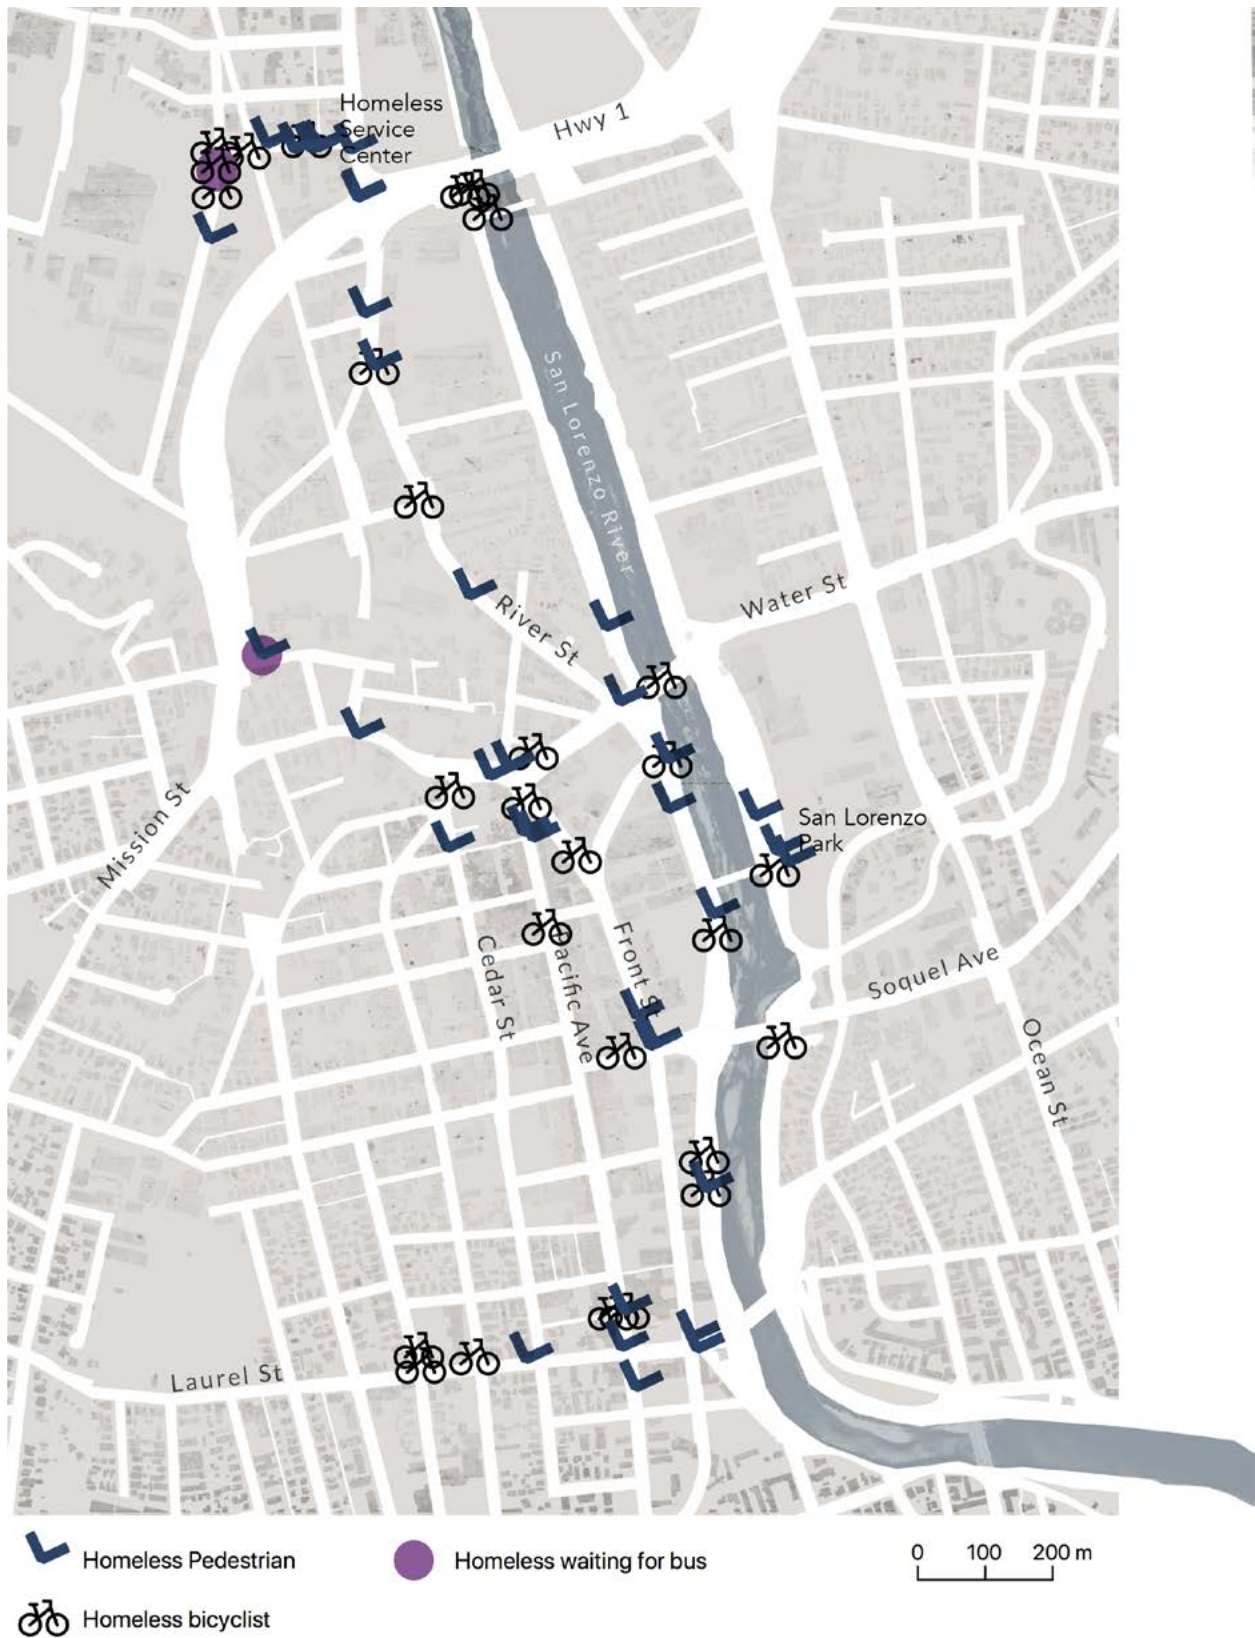 Homeless
Service
Center
Hwy 1
San Lorenzo River
Water St
River St
San Lorenzo
Park
Mission St
Cedar St
Pacific Ave
Front St
Soquel Ave
Ocean St
Laurel St
Homeless Pedestrian
Homeless waiting for bus
0 100 200 m
Homeless bicyclist